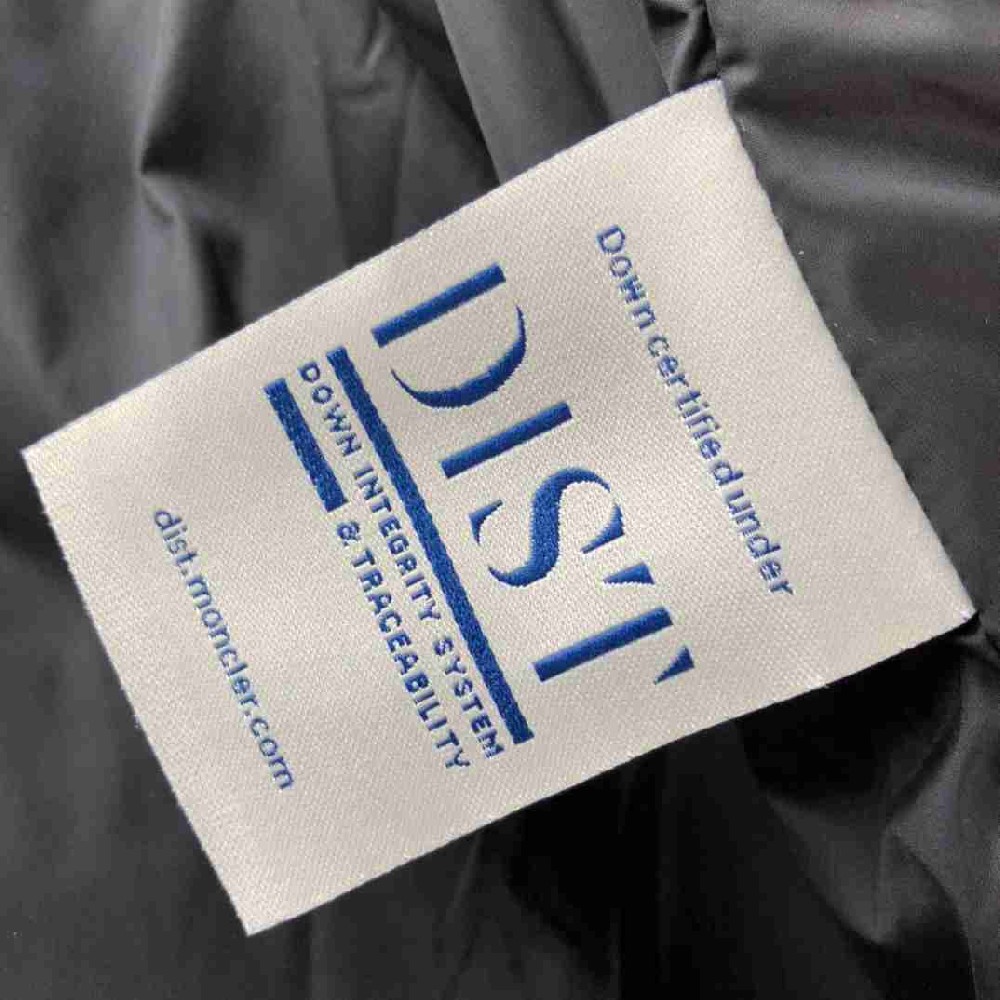 Down certified under
DIST
DOWN INTEGRITY SYSTEM
& TRACEABILITY
dist.moncler.com